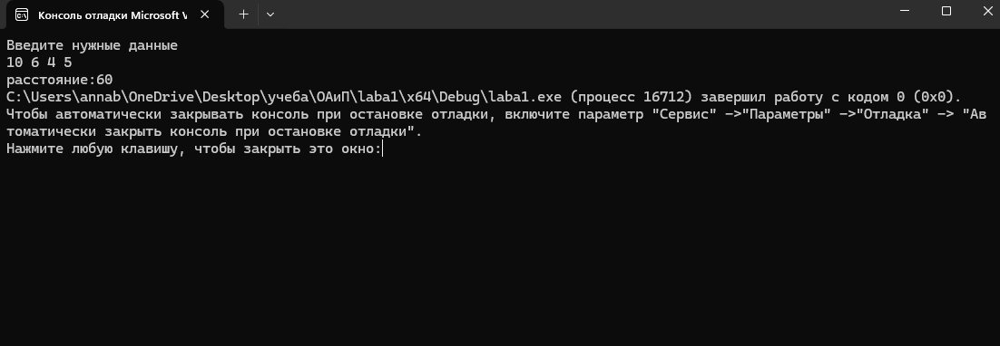 Консоль отладки Microsoft V
Введите нужные данные
10 6 4 5
расстояние:60
C:\Users\annab\OneDrive\Desktop\учеба\ОАиП\laba1\x64\Debug\laba1.exe (процесс 16712) завершил работу с кодом 0 (0x0).
Чтобы автоматически закрывать консоль при остановке отладки, включите параметр "Сервис" ->"Параметры" ->"Отладка" -> "Ав
томатически закрыть консоль при остановке отладки".
Нажмите любую клавишу, чтобы закрыть это окно: